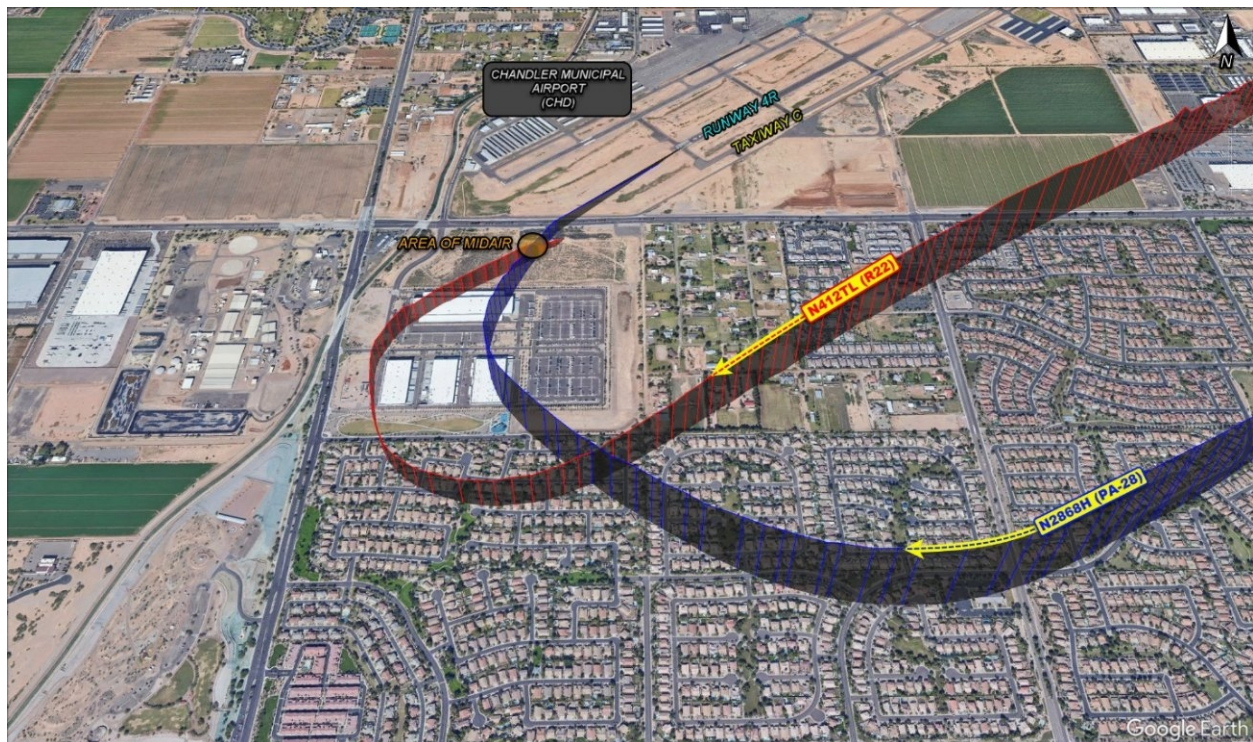 N
CHANDLER MUNICIPAL
AIRPORT
(CHD)
RUNWAY 4R
TAXIWAY C
AREA OF MIDAIR
N412TL (R22)
N2868H (PA-28)
Google Earth